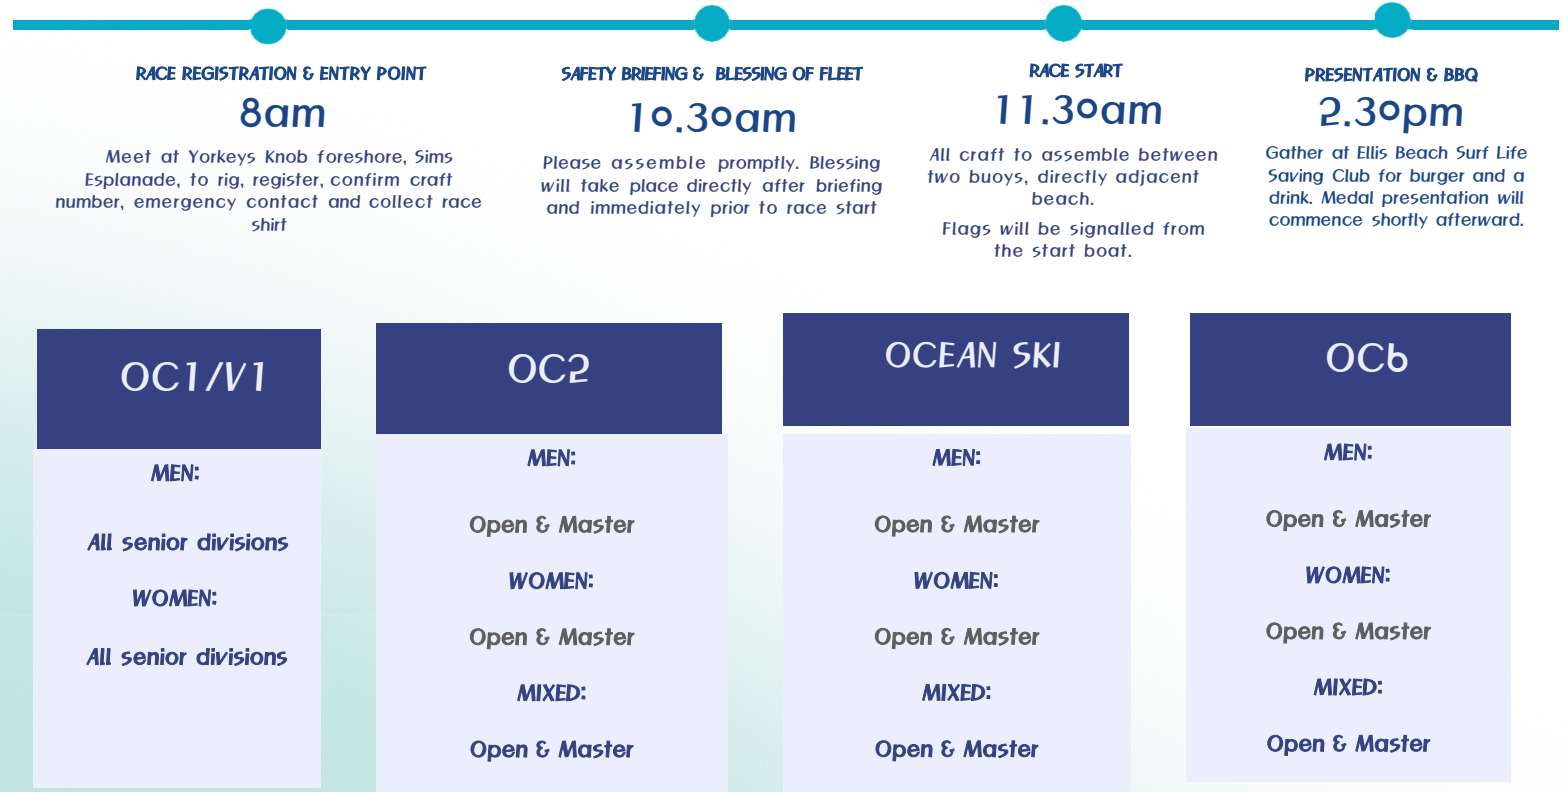 RACE REGISTRATION & ENTRY POINT
8am
Meet at Yorkeys Knob foreshore, Sims
Esplanade, to rig, register, confirm craft
number, emergency contact and collect race
shirt
SAFETY BRIEFING & BLESSING OF FLEET
10.30am
Please assemble promptly. Blessing
will take place directly after briefing
and immediately prior to race start
RACE START
11.30am
All craft to assemble between
two buoys, directly adjacent
beach.
Flags will be signalled from
the start boat.
PRESENTATION & BBQ
2.30pm
Gather at Ellis Beach Surf Life
Saving Club for burger and a
drink. Medal presentation will
commence shortly afterward.
OC1/V1
MEN:
All senior divisions
WOMEN:
All senior divisions
OC2
MEN:
Open & Master
WOMEN:
Open & Master
MIXED:
Open & Master
OCEAN SKI
MEN:
Open & Master
WOMEN:
Open & Master
MIXED:
Open & Master
OC6
MEN:
Open & Master
WOMEN:
Open & Master
MIXED:
Open & Master